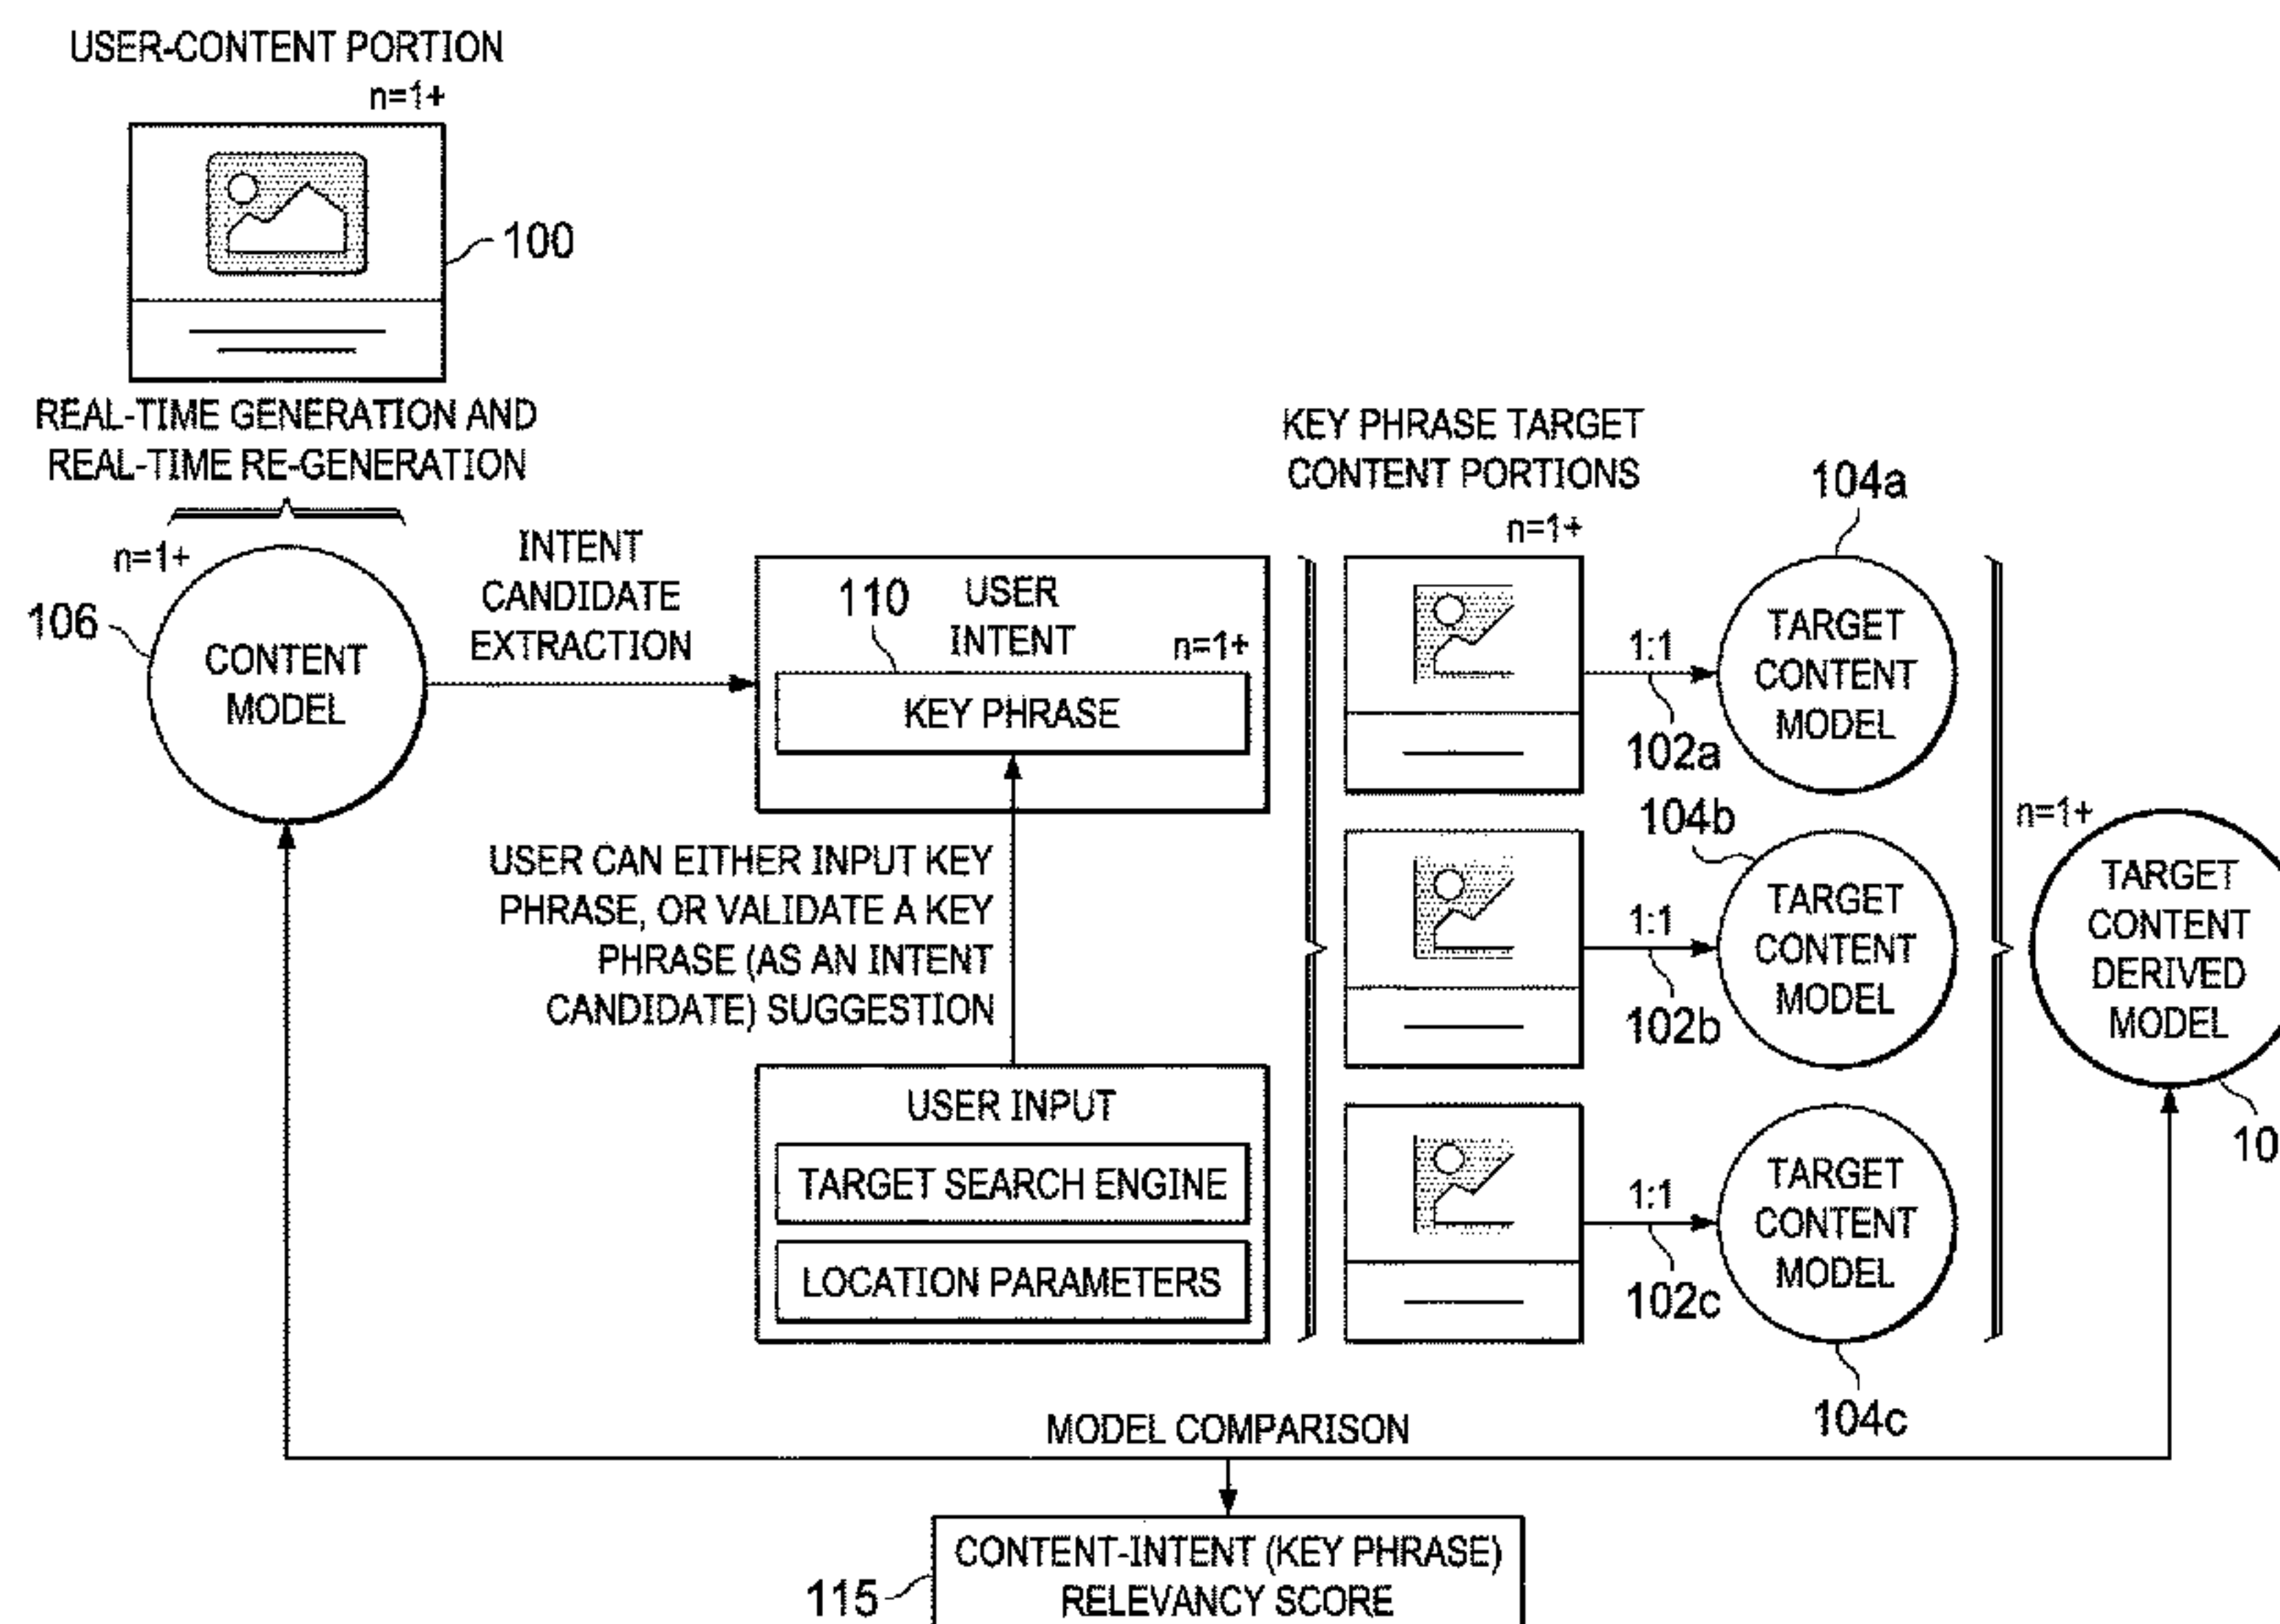 USER-CONTENT PORTION
n=1+
100
REAL-TIME GENERATION AND
REAL-TIME RE-GENERATION
n=1+
106
CONTENT
MODEL
INTENT
CANDIDATE
EXTRACTION
110
USER
INTENT
n=1+
KEY PHRASE
USER CAN EITHER INPUT KEY
PHRASE, OR VALIDATE A KEY
PHRASE (AS AN INTENT
CANDIDATE) SUGGESTION
USER INPUT
TARGET SEARCH ENGINE
LOCATION PARAMETERS
KEY PHRASE TARGET
CONTENT PORTIONS
n=1+
1:1
102a
104a
TARGET
CONTENT
MODEL
1:1
102b
104b
TARGET
CONTENT
MODEL
1:1
102c
TARGET
CONTENT
MODEL
104c
n=1+
TARGET
CONTENT
DERIVED
MODEL
10
MODEL COMPARISON
CONTENT-INTENT (KEY PHRASE)
RELEVANCY SCORE
115